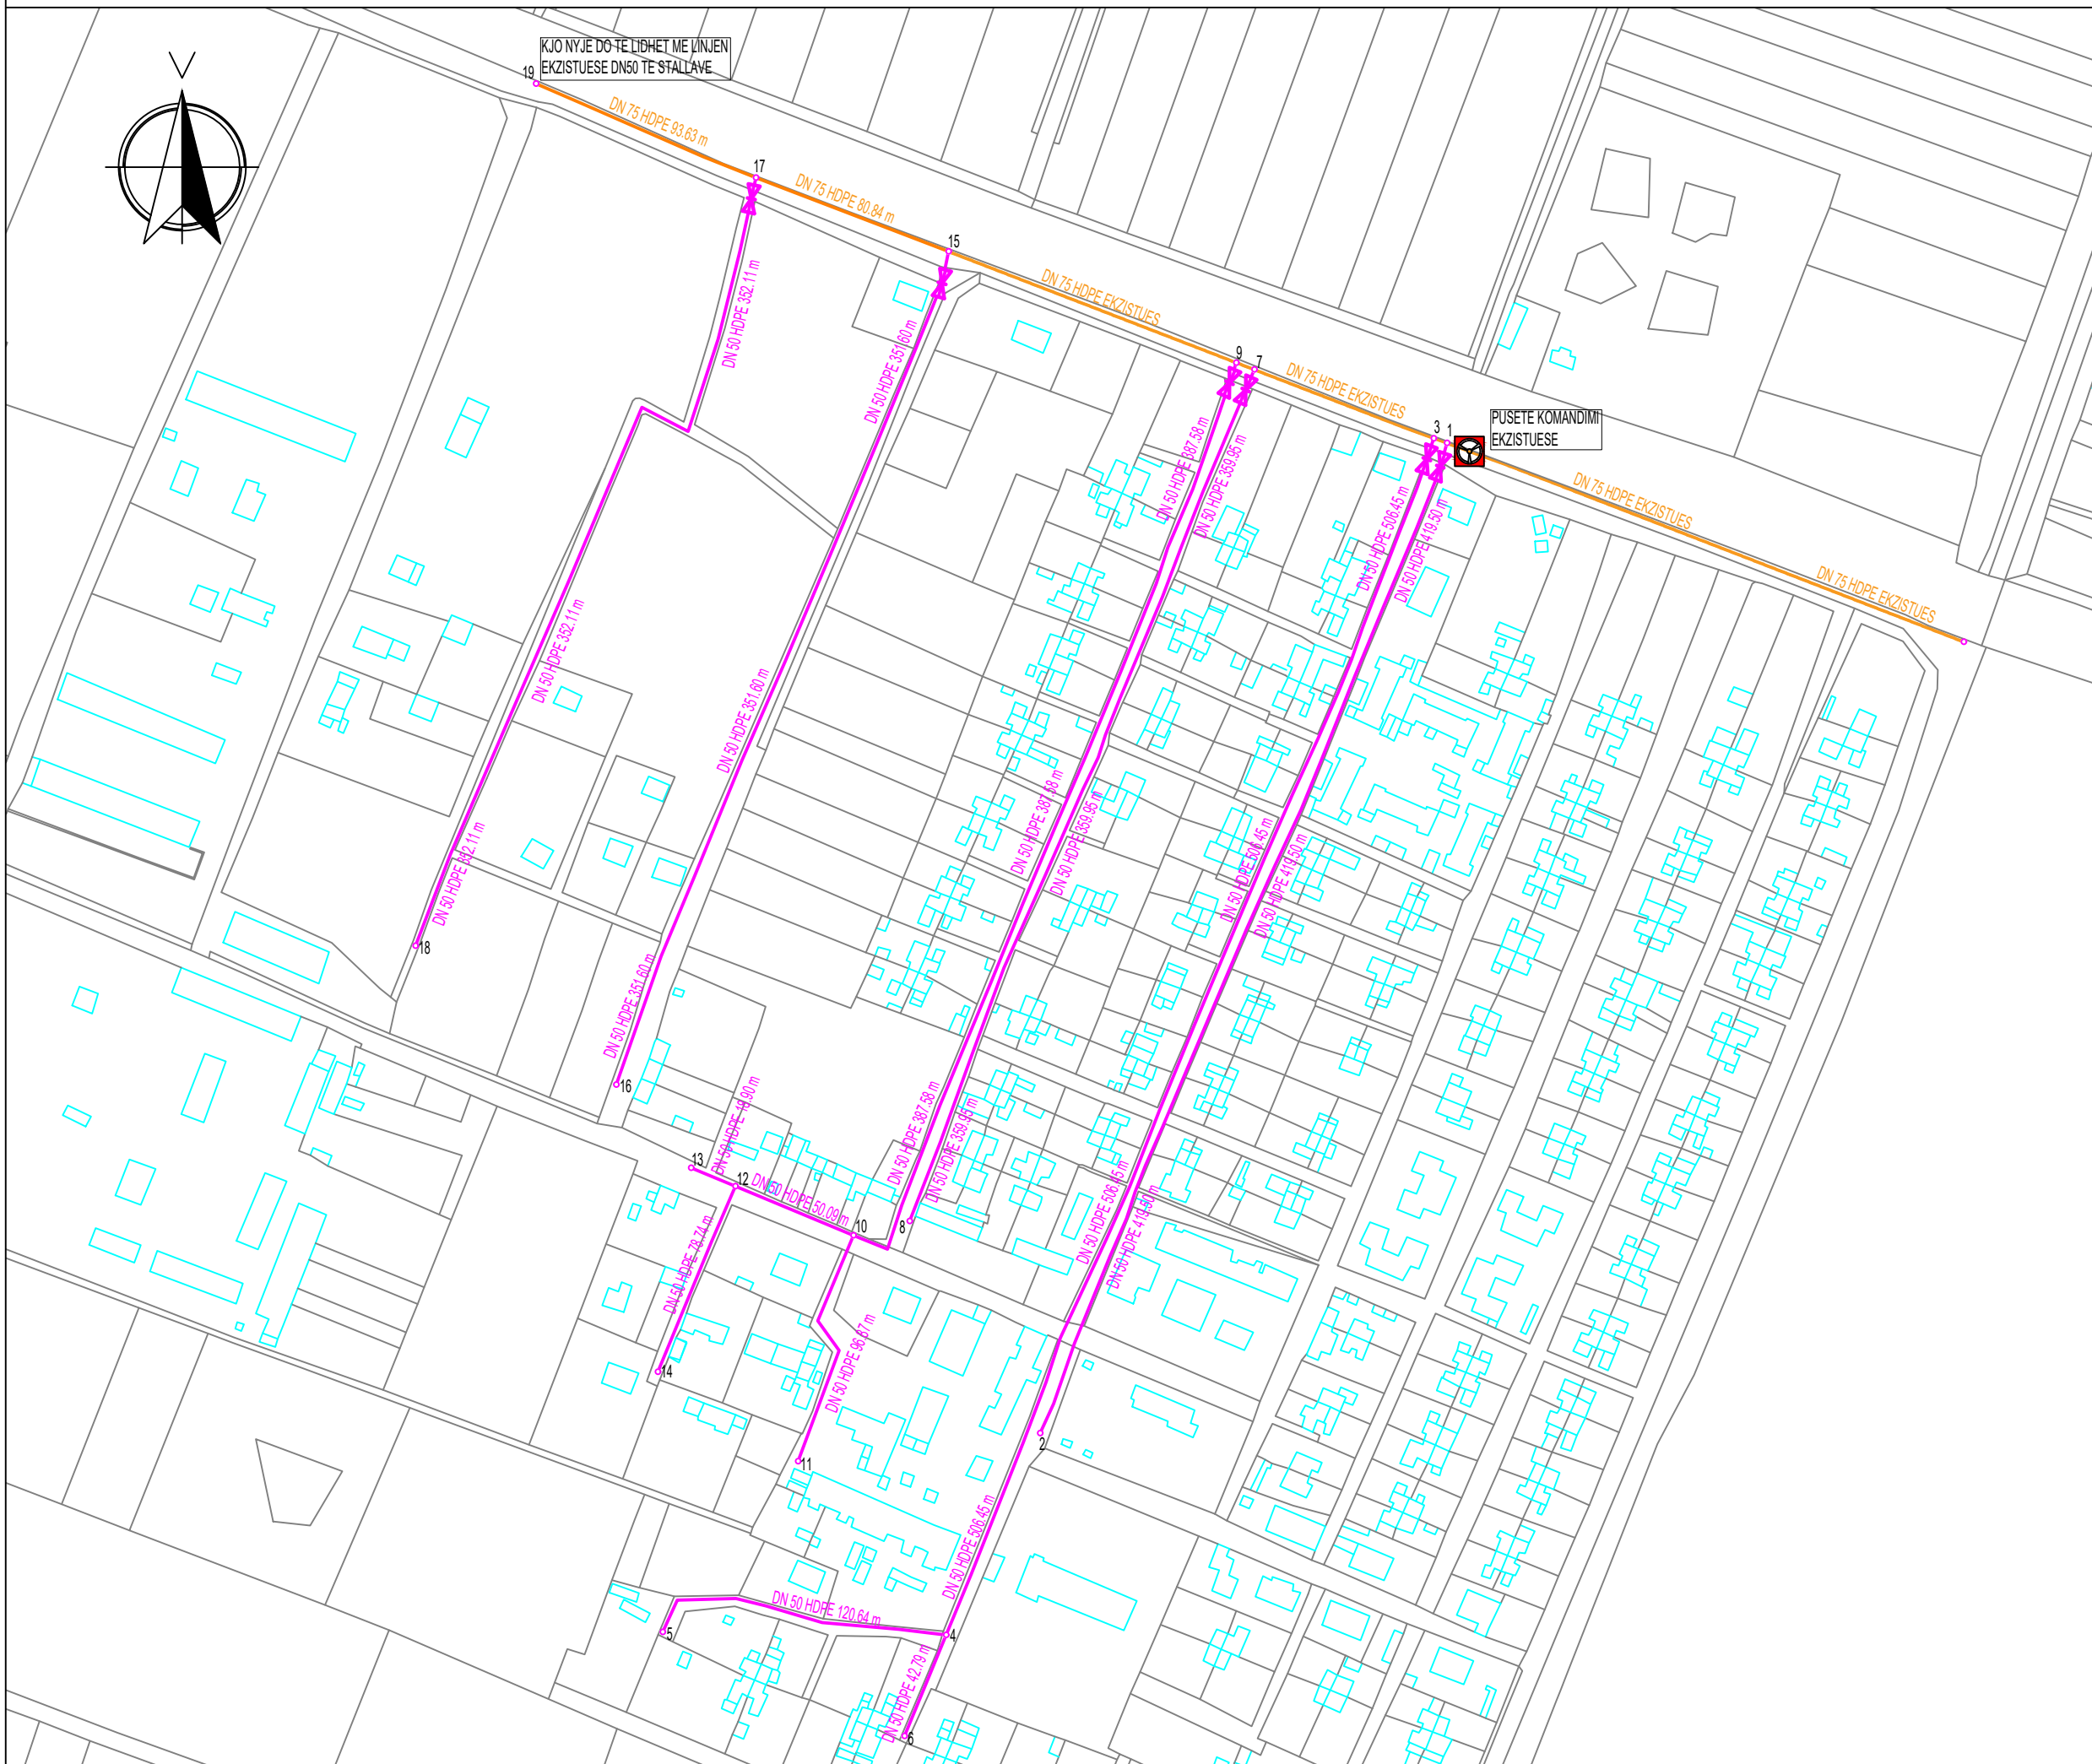 KJO NYJE DO TE LIDHET ME LINJEN
EKZISTUESE DN50 TE STALLAVE
19
DN 75 HDPE 93.63 m
17
DN 75 HDPE 80.84 m
15
DN 75 HDPE EKZISTUES
9
7
DN 75 HDPE EKZISTUES
3
1
PUSETE KOMANDIMI
EKZISTUESE
DN 75 HDPE EKZISTUES
DN 75 HDPE EKZISTUES
DN 50 HDPE 352.11 m
DN 50 HDPE 351.60 m
DN 50 HDPE 387.58 m
DN 50 HDPE 359.95 m
DN 50 HDPE 506.45 m
DN 50 HDPE 419.50 m
DN 50 HDPE 352.11 m
DN 50 HDPE 351.60 m
DN 50 HDPE 387.58 m
DN 50 HDPE 359.95 m
DN 50 HDPE 506.45 m
DN 50 HDPE 419.50 m
DN 50 HDPE 352.11 m
18
DN 50 HDPE 351.60 m
16
DN 50 HDPE 18.90 m
13
12
DN 50 HDPE 50.09 m
10
DN 50 HDPE 387.58 m
DN 50 HDPE 359.95 m
8
DN 50 HDPE 506.45 m
DN 50 HDPE 419.50 m
DN 50 HDPE 78.74 m
14
DN 50 HDPE 96.87 m
11
2
DN 50 HDPE 506.45 m
DN 50 HDPE 120.64 m
5
4
DN 50 HDPE 42.79 m
6